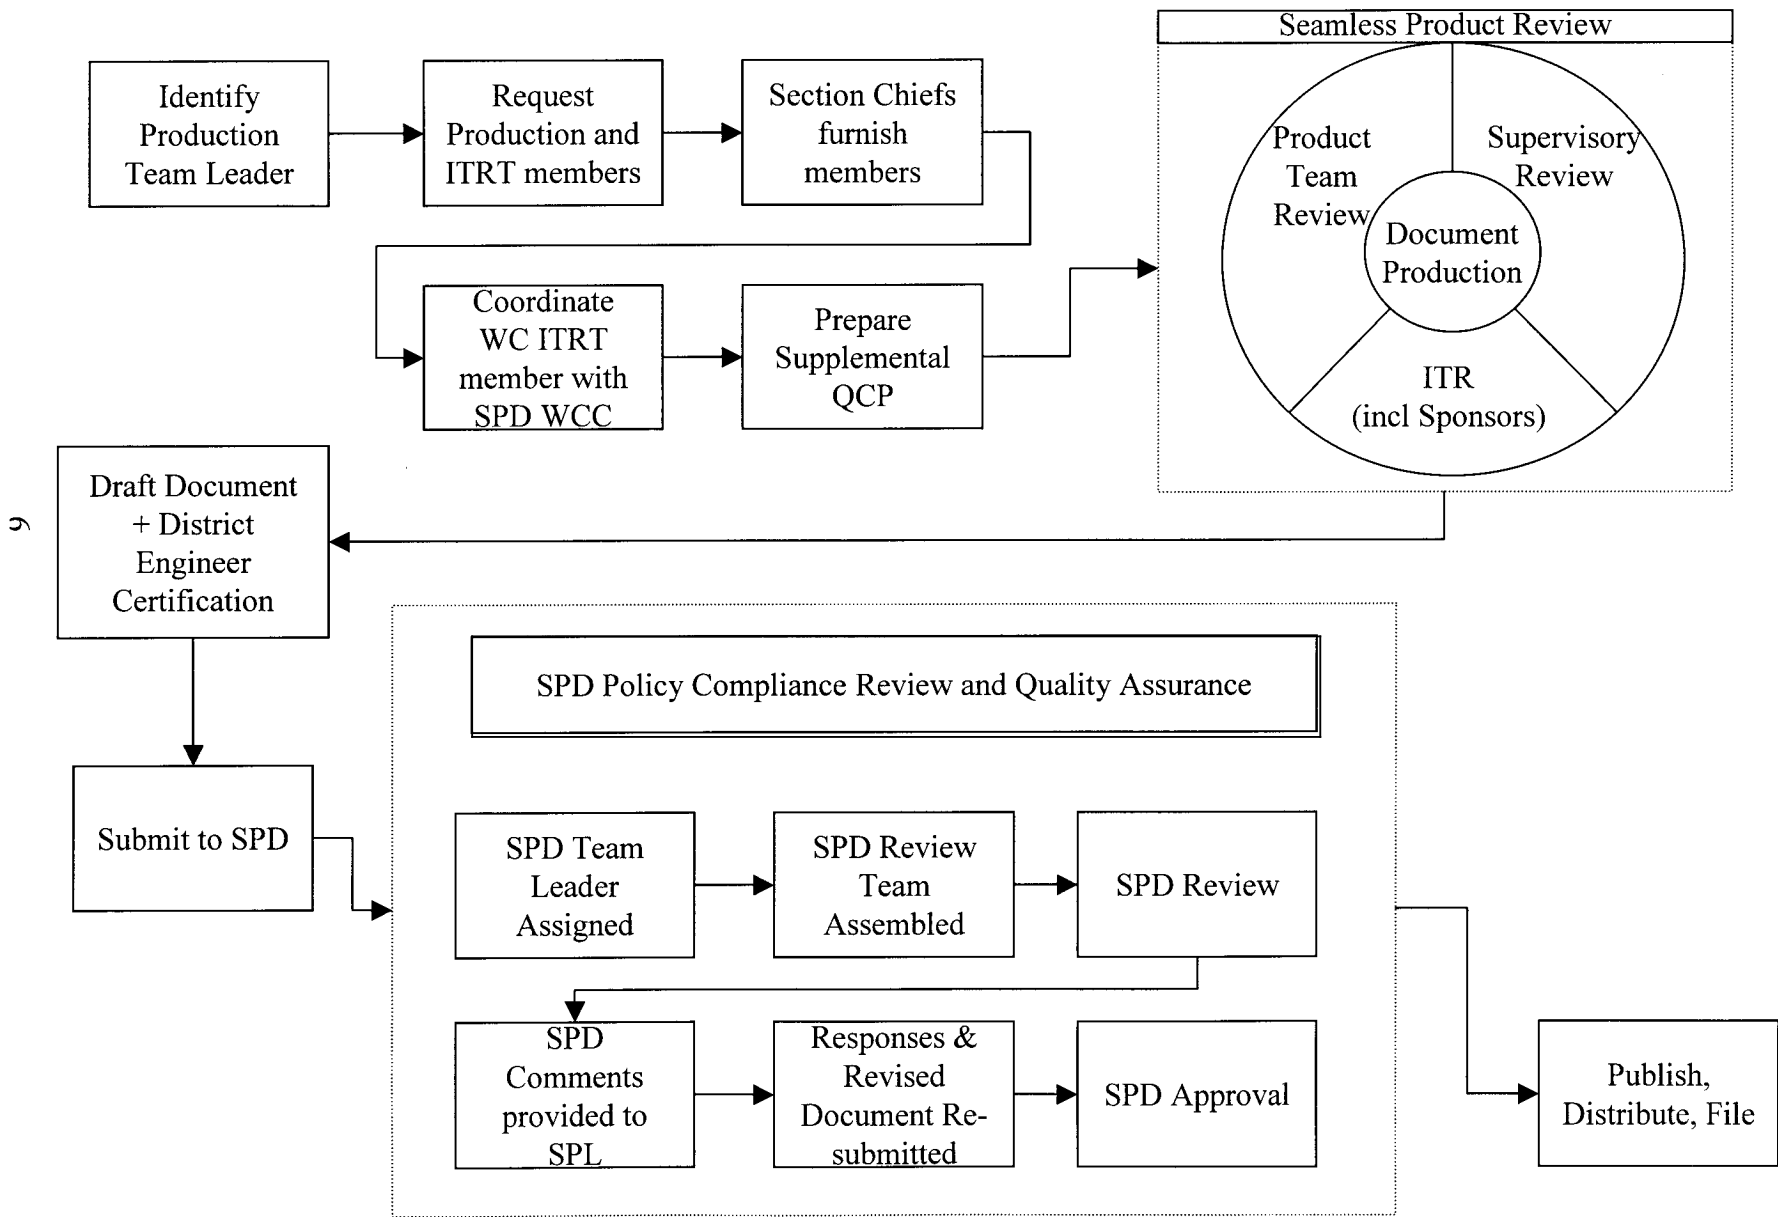 Seamless Product Review
Identify
Production
Team Leader
Request
Production and
ITRT members
Section Chiefs
furnish
members
Product
Team
Review
Supervisory
Review
Document
Production
ITR
(incl Sponsors)
Coordinate
WC ITRT
member with
SPD WCC
Prepare
Supplemental
QCP
Draft Document
+ District
Engineer
Certification
9
SPD Policy Compliance Review and Quality Assurance
Submit to SPD
SPD Team
Leader
Assigned
SPD Review
Team
Assembled
SPD Review
SPD
Comments
provided to
SPL
Responses &
Revised
Document Re-
submitted
SPD Approval
Publish,
Distribute, File